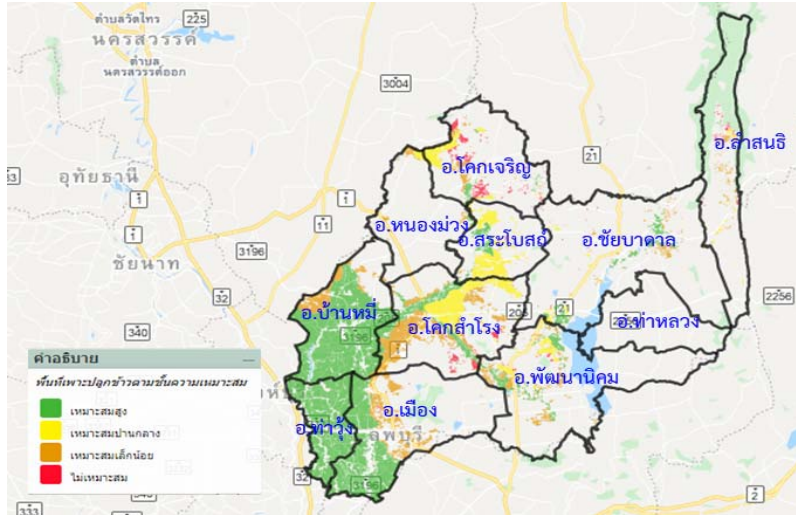 ตำบลวัดไทร
225
นครสวรรค์
ตำบล
นครสวรรค์ออก
3004
อ.ลำสนธิ
21
อ.โคกเจริญ
อุทัยธานี
1
1
อ.หนองม่วง
11
อ.สระโบสถ์
อ.ชัยบาดาล
1
3196
ชัยนาท
32
2256
อ.บ้านหมี่
205
21
อ.ท่าหลวง
340
3196
อ.โคกสำโรง
1
อ.พัฒนานิคม
คำอธิบาย
พื้นที่เพาะปลูกข้าวตามชั้นความเหมาะสม
เหมาะสมสูง
เหมาะสมปานกลาง
เหมาะสมเล็กน้อย
ไม่เหมาะสม
อ.เมือง
อ.ท่าวุ้ง
ลพบุรี
32
3196
333
2